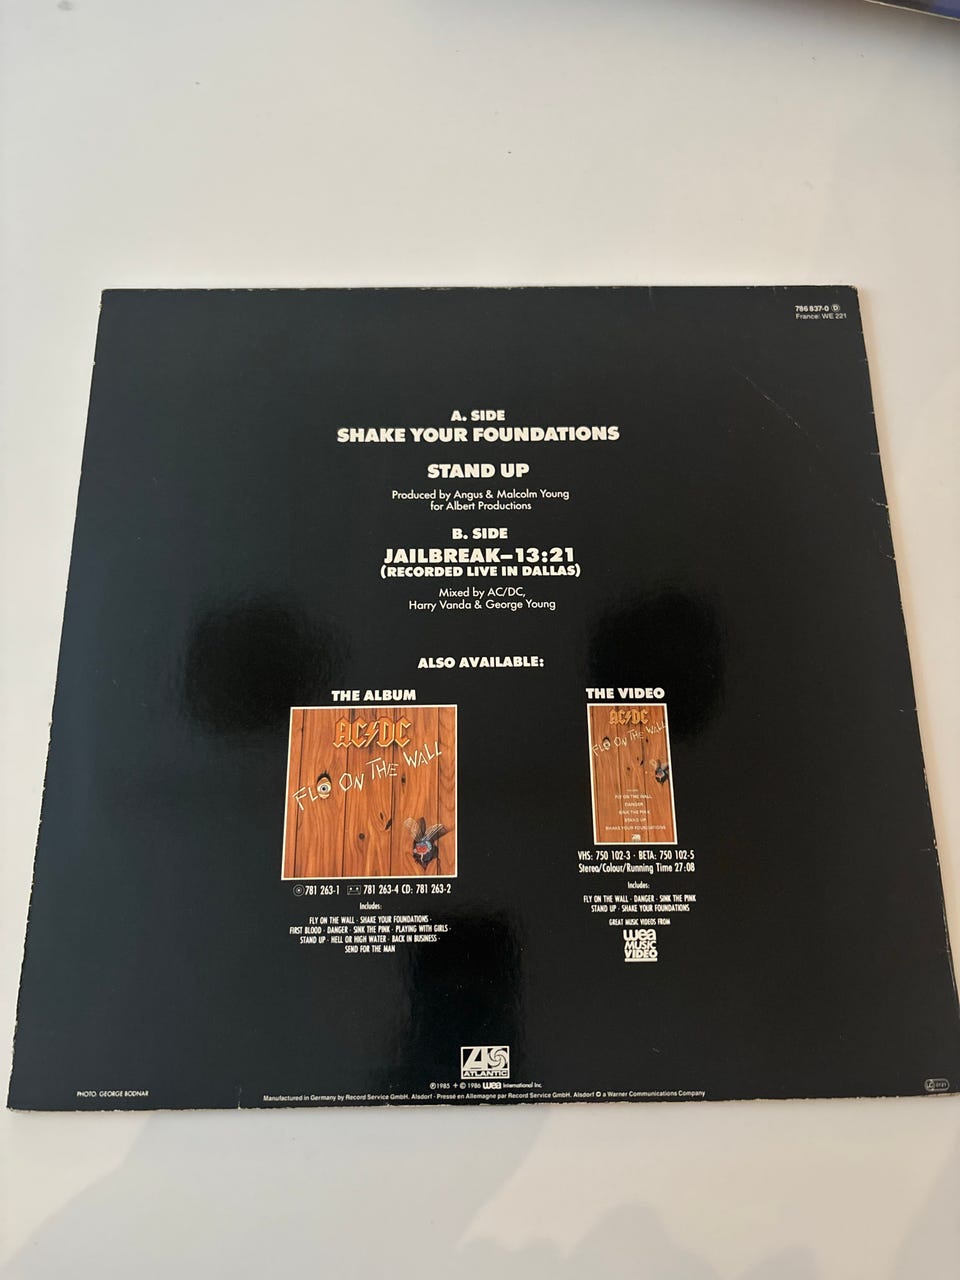 786 837-0 Ⓓ
France: WE 221
A. SIDE
SHAKE YOUR FOUNDATIONS
STAND UP
Produced by Angus & Malcolm Young
for Albert Productions
B. SIDE
JAILBREAK–13:21
(RECORDED LIVE IN DALLAS)
Mixed by AC/DC,
Harry Vanda & George Young
ALSO AVAILABLE:
THE ALBUM
AC/DC
FLY ON THE WALL
781 263-1 781 263-4 CD: 781 263-2
Includes:
FLY ON THE WALL · SHAKE YOUR FOUNDATIONS ·
FIRST BLOOD · DANGER · SINK THE PINK · PLAYING WITH GIRLS ·
STAND UP · HELL OR HIGH WATER · BACK IN BUSINESS ·
SEND FOR THE MAN
THE VIDEO
AC/DC
FLY ON THE WALL
FLY ON THE WALL
DANGER
SINK THE PINK
STAND UP
SHAKE YOUR FOUNDATIONS
VHS: 750 102-3 · BETA: 750 102-5
Stereo/Colour/Running Time 27:08
Includes:
FLY ON THE WALL · DANGER · SINK THE PINK
STAND UP · SHAKE YOUR FOUNDATIONS
GREAT MUSIC VIDEOS FROM
wea
MUSIC
VIDEO
ATLANTIC
℗ 1985 + © 1986 wea International Inc.
PHOTO: GEORGE BODNAR
Manufactured in Germany by Record Service GmbH, Alsdorf · Pressé en Allemagne par Record Service GmbH, Alsdorf ✪ a Warner Communications Company